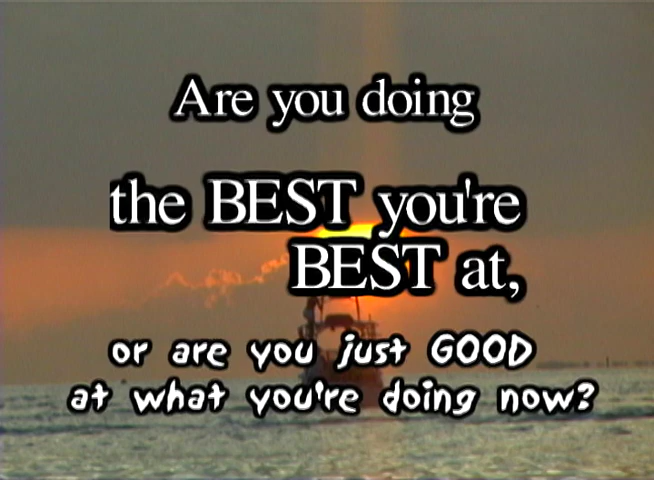 Are you doing
the BEST you're
BEST at,
or are you just GOOD
at what you're doing now?